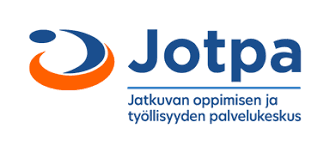 Jotpa
Jatkuvan oppimisen ja
työllisyyden palvelukeskus